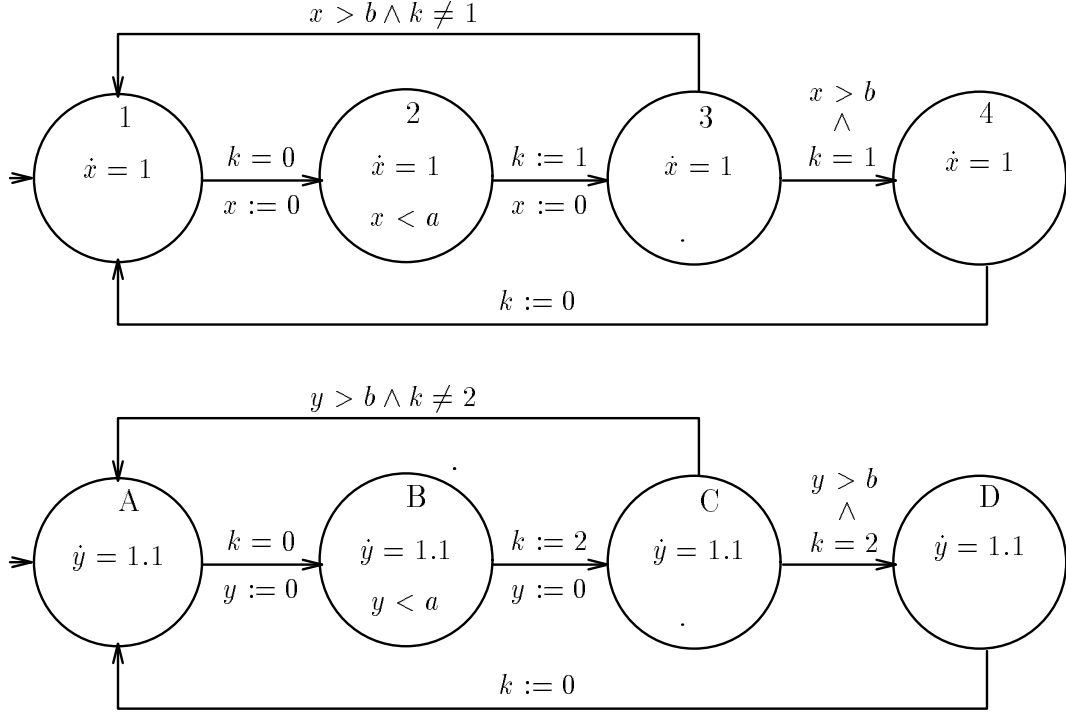 x > b ∧ k ≠ 1
1
ẋ = 1
k = 0
x := 0
2
ẋ = 1
x < a
k := 1
x := 0
3
ẋ = 1
x > b
∧
k = 1
4
ẋ = 1
k := 0
y > b ∧ k ≠ 2
A
ẏ = 1.1
k = 0
y := 0
B
ẏ = 1.1
y < a
k := 2
y := 0
C
ẏ = 1.1
y > b
∧
k = 2
D
ẏ = 1.1
k := 0